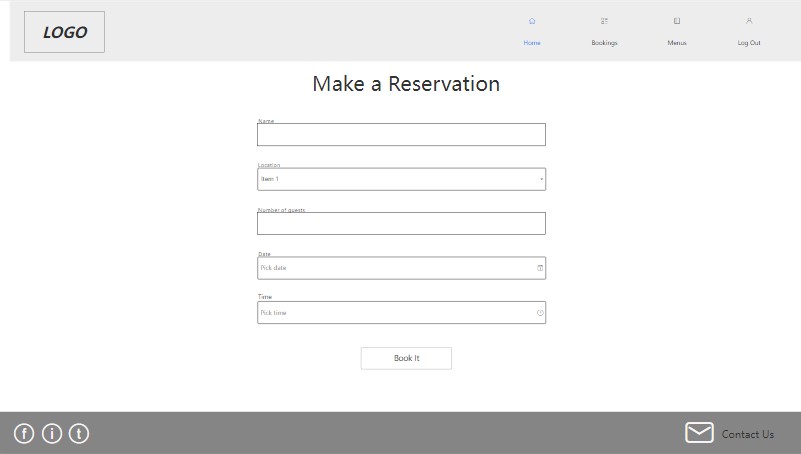 LOGO
Home
Bookings
Menus
Log Out
Make a Reservation
Name
Location
Item 1
Number of guests
Date
Pick date
Time
Pick time
Book It
f i t
Contact Us